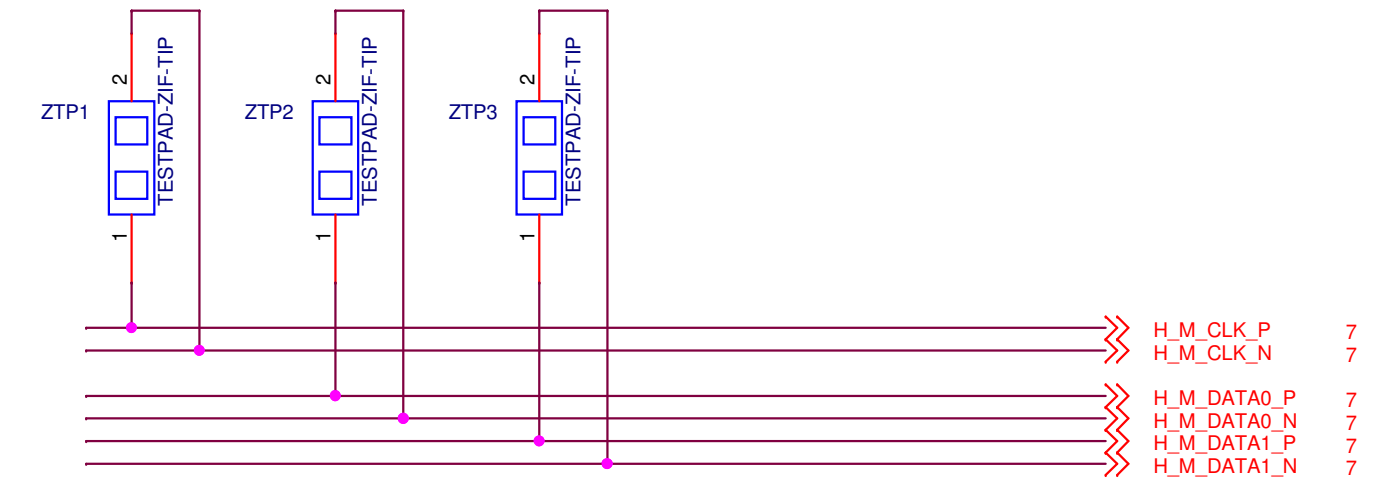 2
TESTPAD-ZIF-TIP
ZTP1
1
2
TESTPAD-ZIF-TIP
ZTP2
1
2
TESTPAD-ZIF-TIP
ZTP3
1
H_M_CLK_P 7
H_M_CLK_N 7
H_M_DATA0_P 7
H_M_DATA0_N 7
H_M_DATA1_P 7
H_M_DATA1_N 7